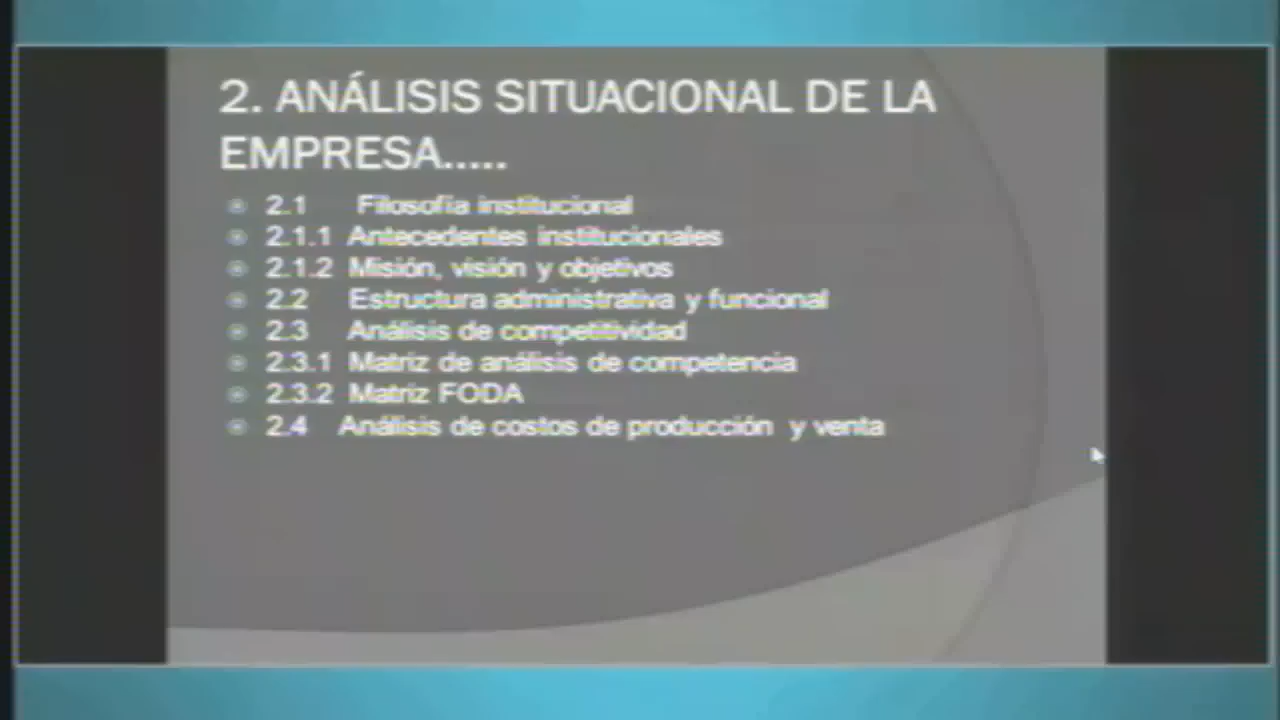 2. ANÁLISIS SITUACIONAL DE LA
EMPRESA.....
2.1 Filosofía institucional
2.1.1 Antecedentes institucionales
2.1.2 Misión, visión y objetivos
2.2 Estructura administrativa y funcional
2.3 Análisis de competitividad
2.3.1 Matriz de análisis de competencia
2.3.2 Matriz FODA
2.4 Análisis de costos de producción y venta